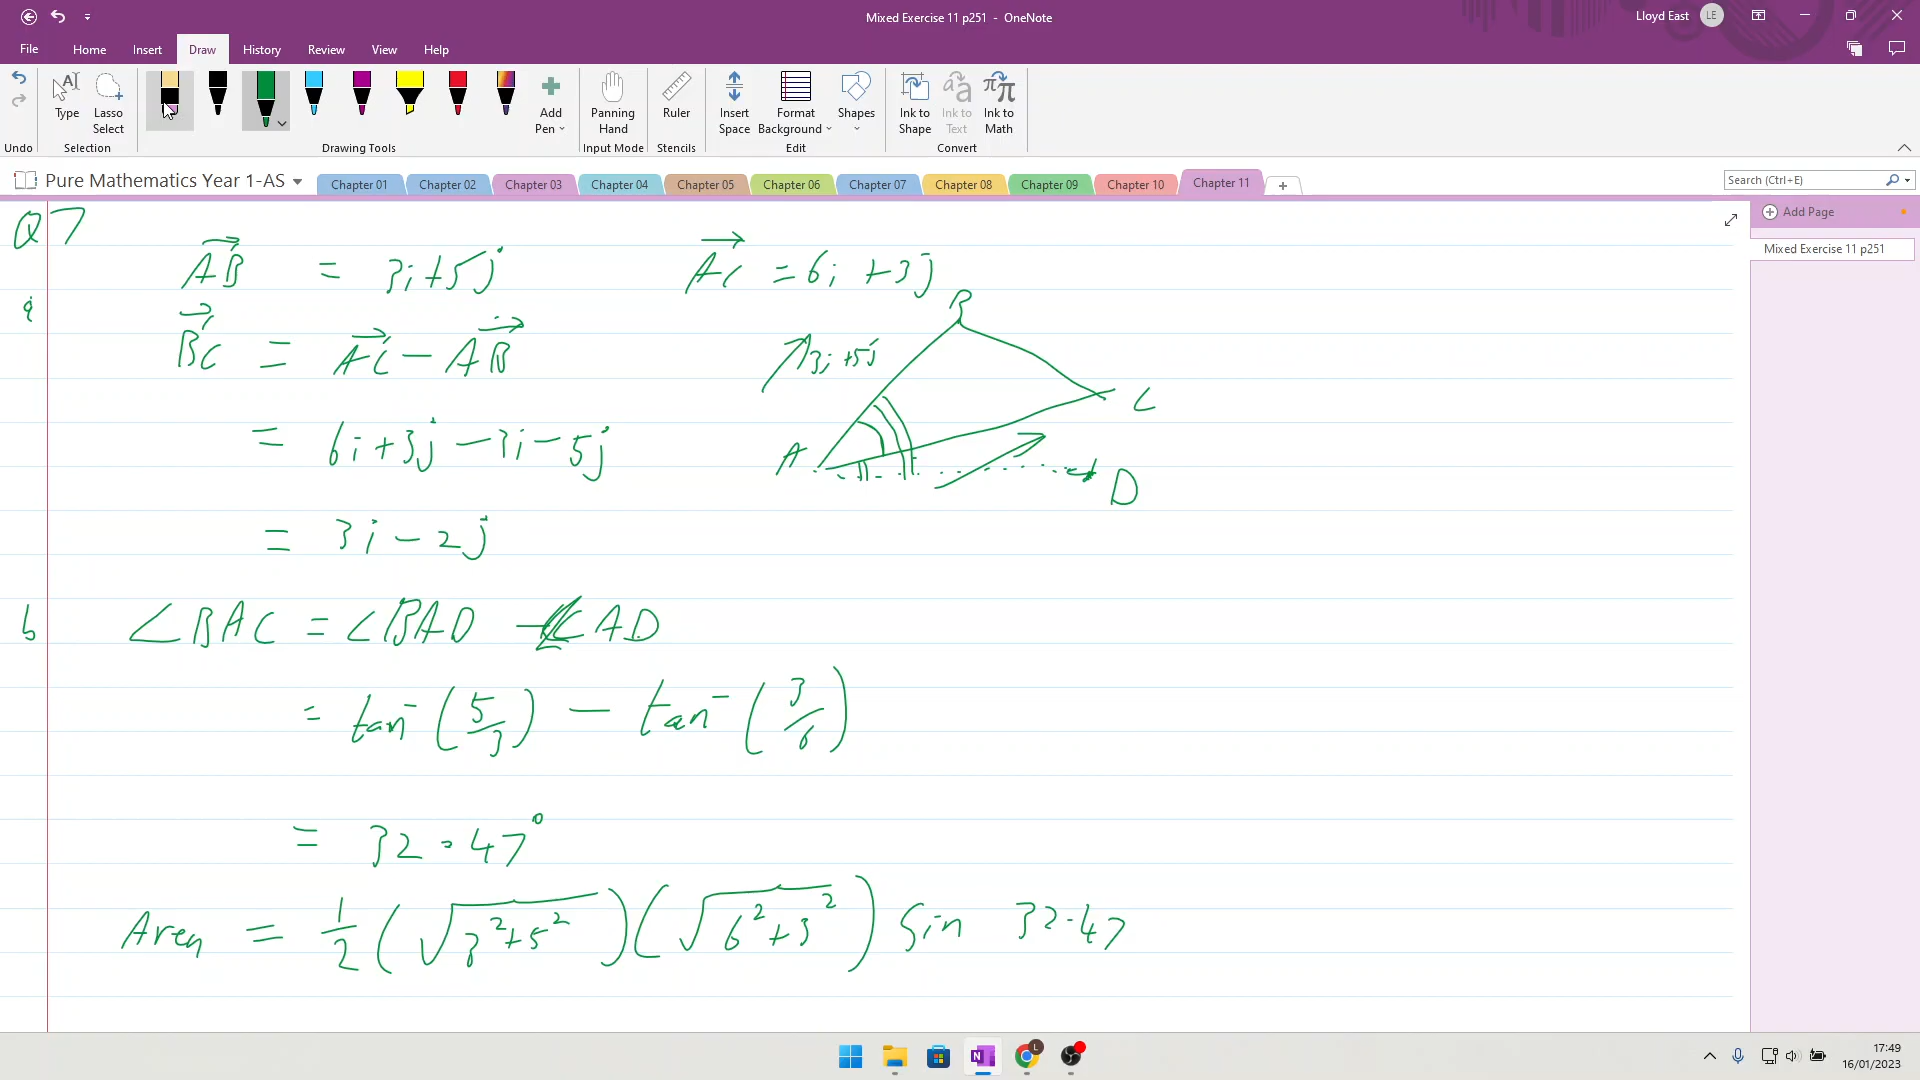 Mixed Exercise 11 p251 - OneNote
Lloyd East LE
File Home Insert Draw History Review View Help
Type
Lasso Select
Add Pen
Panning Hand
Ruler
Insert Space
Format Background
Shapes
Ink to Shape
Ink to Text
Ink to Math
Undo Selection Drawing Tools Input Mode Stencils Edit Convert
Pure Mathematics Year 1-AS Chapter 01 Chapter 02 Chapter 03 Chapter 04 Chapter 05 Chapter 06 Chapter 07 Chapter 08 Chapter 09 Chapter 10 Chapter 11 + Search (Ctrl+E)
Add Page
Mixed Exercise 11 p251
Q7
AB = 3i+5j AC = 6i +3j
BC = AC - AB
= 6i+3j -3i-5j
= 3i-2j
B
3i+5j
C
A
D
b ∠BAC = ∠BAD - ∠CAD
= tan⁻(5/3) - tan⁻(3/6)
= 32.47°
Area = 1/2 (√3²+5²)(√6²+3²) Sin 32.47
17:49
16/01/2023